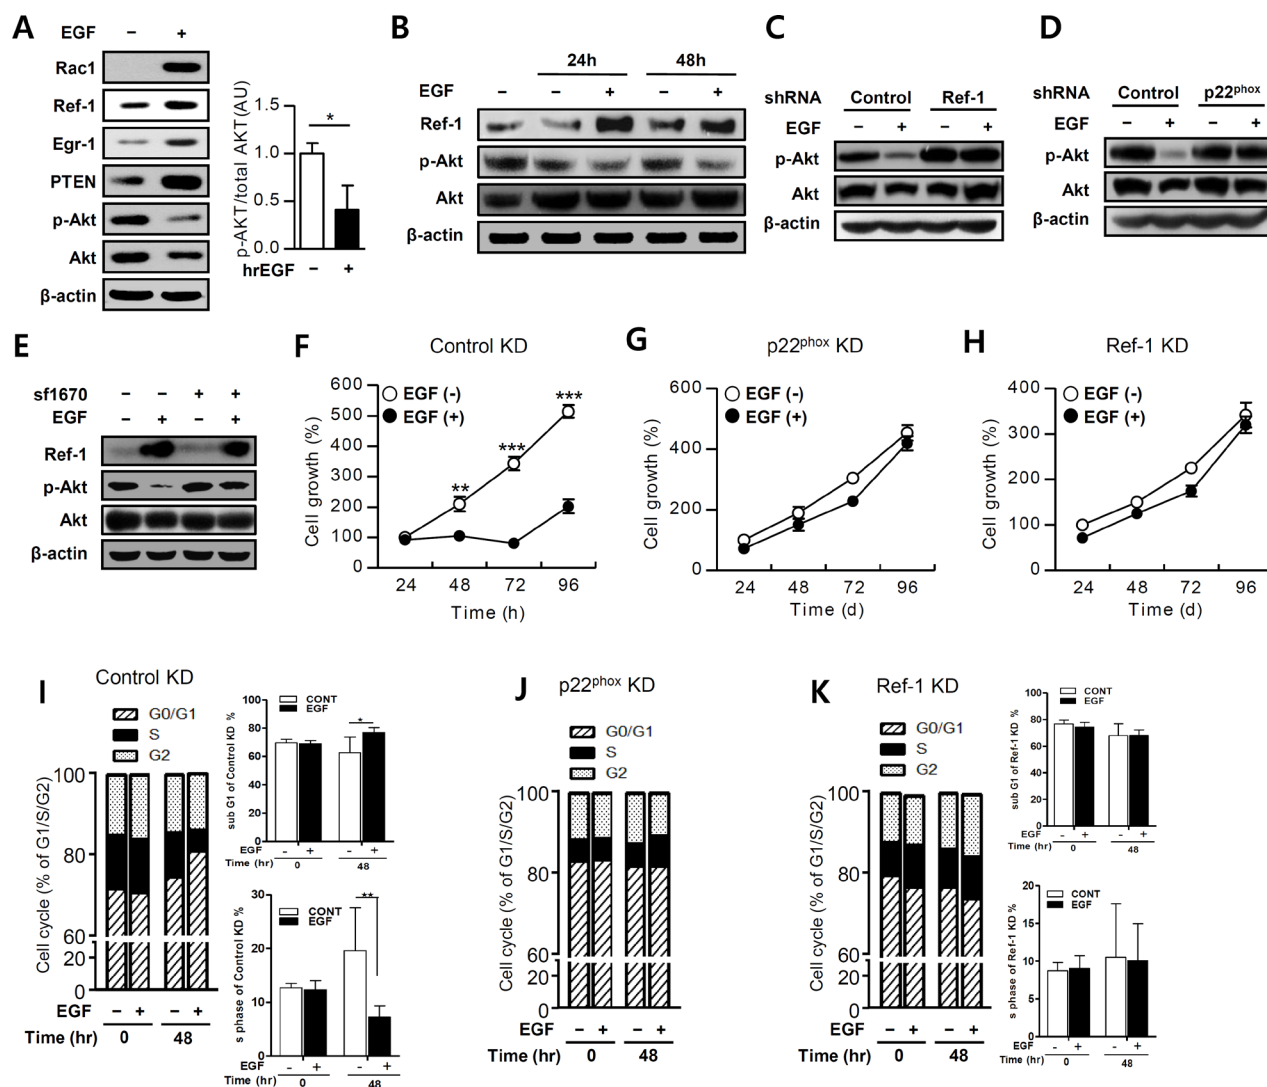 A
EGF − +
Rac1
Ref-1
Egr-1
PTEN
p-Akt
Akt
β-actin
p-AKT/total AKT(AU)
1.5
1.0
0.5
0.0
*
hrEGF − +
B
24h 48h
EGF − − + − +
Ref-1
p-Akt
Akt
β-actin
C
shRNA Control Ref-1
EGF − + − +
p-Akt
Akt
β-actin
D
shRNA Control p22phox
EGF − + − +
p-Akt
Akt
β-actin
E
sf1670 − − + +
EGF − + − +
Ref-1
p-Akt
Akt
β-actin
F
Control KD
Cell growth (%)
600
500
400
300
200
100
0
EGF (-)
EGF (+)
**
***
***
24 48 72 96
Time (h)
G
p22phox KD
Cell growth (%)
600
400
200
0
EGF (-)
EGF (+)
24 48 72 96
Time (d)
H
Ref-1 KD
Cell growth (%)
400
300
200
100
0
EGF (-)
EGF (+)
24 48 72 96
Time (d)
I
Control KD
G0/G1
S
G2
Cell cycle (% of G1/S/G2)
100
80
60
20
0
EGF − + − +
Time (hr) 0 48
sub G1 of Control KD %
100
80
60
40
20
0
CONT
EGF
*
EGF - + - +
Time (hr) 0 48
s phase of Control KD %
30
20
10
0
CONT
EGF
**
EGF - + - +
Time (hr) 0 48
J
p22phox KD
G0/G1
S
G2
Cell cycle (% of G1/S/G2)
100
80
60
20
0
EGF − + − +
Time (hr) 0 48
K
Ref-1 KD
G0/G1
S
G2
Cell cycle (% of G1/S/G2)
100
80
60
20
0
EGF − + − +
Time (hr) 0 48
sub G1 of Ref-1 KD %
100
80
60
40
20
0
CONT
EGF
EGF - + - +
Time (hr) 0 48
s phase of Ref-1 KD %
20
15
10
5
0
CONT
EGF
EGF - + - +
Time (hr) 0 48